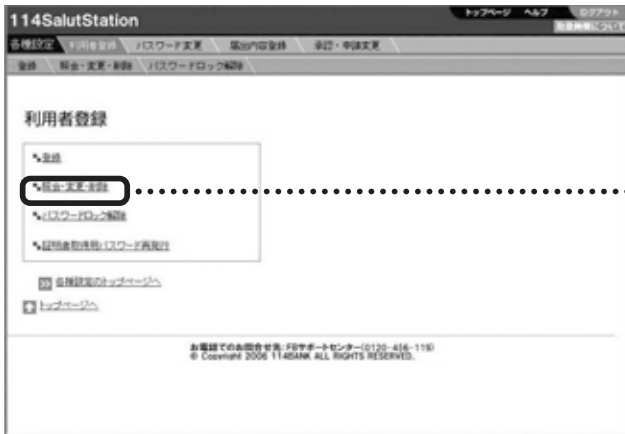 114SalutStation
トップページ ヘルプ ログアウト
各種設定 利用者登録 パスワード変更 届出内容登録 承認・申請変更
登録 照会・変更・削除 パスワードロック解除
利用者登録
登録
照会・変更・削除
パスワードロック解除
証明書取得用パスワード再発行
各種設定のトップページへ
トップページへ
お電話でのお問合せ先:FBサポートセンター(0120-456-119)
© Copyright 2006 114BANK ALL RIGHTS RESERVED.